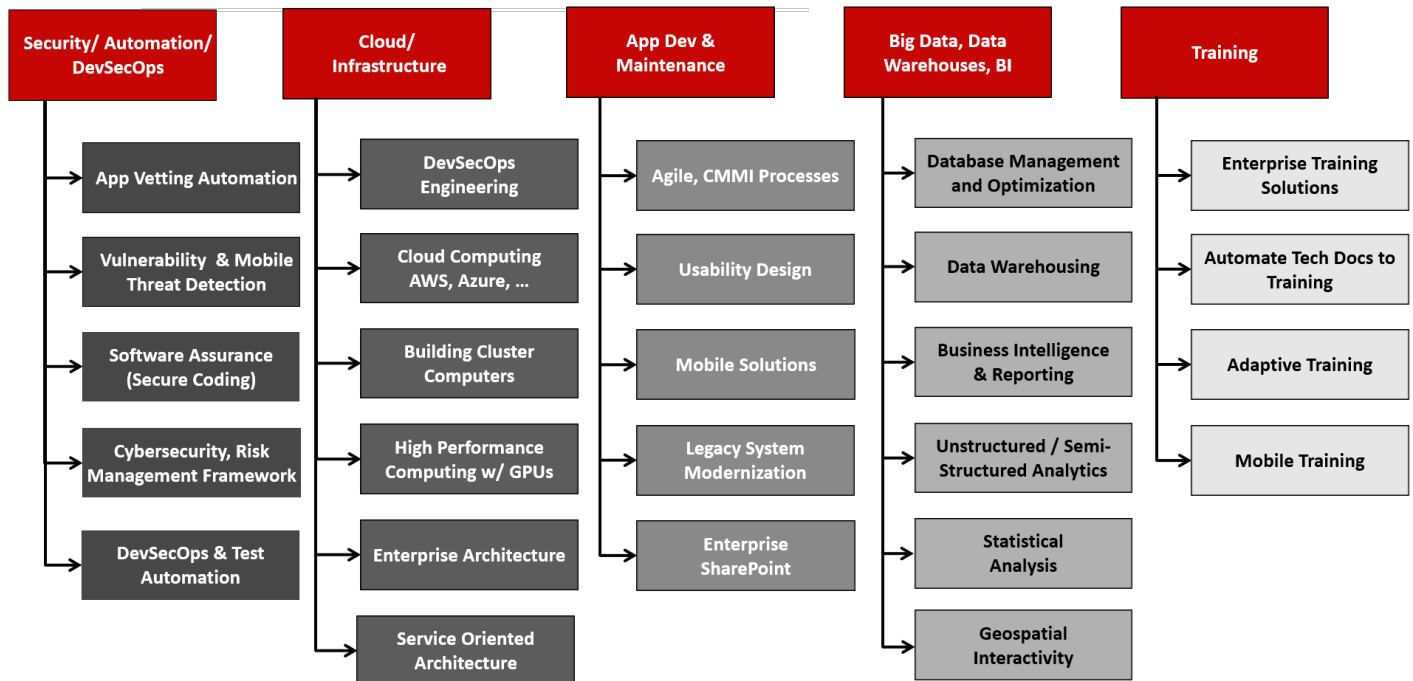 Security/ Automation/
DevSecOps
Cloud/
Infrastructure
App Dev &
Maintenance
Big Data, Data
Warehouses, BI
Training
App Vetting Automation
Vulnerability & Mobile
Threat Detection
Software Assurance
(Secure Coding)
Cybersecurity, Risk
Management Framework
DevSecOps & Test
Automation
DevSecOps
Engineering
Cloud Computing
AWS, Azure, ...
Building Cluster
Computers
High Performance
Computing w/ GPUs
Enterprise Architecture
Service Oriented
Architecture
Agile, CMMI Processes
Usability Design
Mobile Solutions
Legacy System
Modernization
Enterprise
SharePoint
Database Management
and Optimization
Data Warehousing
Business Intelligence
& Reporting
Unstructured / Semi-
Structured Analytics
Statistical
Analysis
Geospatial
Interactivity
Enterprise Training
Solutions
Automate Tech Docs to
Training
Adaptive Training
Mobile Training